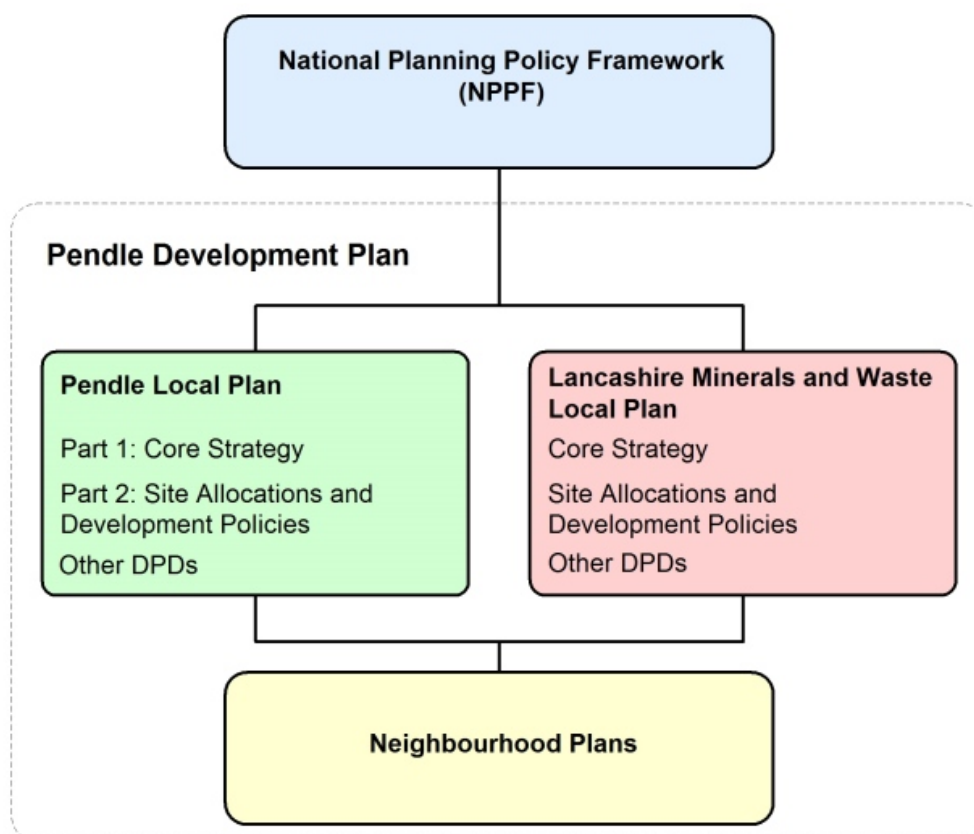 National Planning Policy Framework
(NPPF)
Pendle Development Plan
Pendle Local Plan
Part 1: Core Strategy
Part 2: Site Allocations and
Development Policies
Other DPDs
Lancashire Minerals and Waste
Local Plan
Core Strategy
Site Allocations and
Development Policies
Other DPDs
Neighbourhood Plans